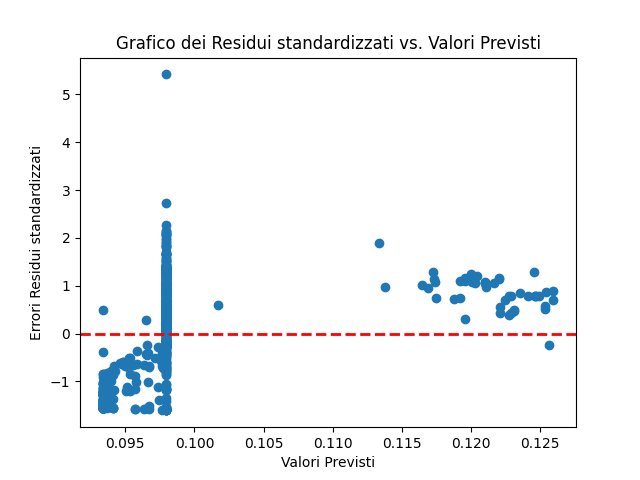 Grafico dei Residui standardizzati vs. Valori Previsti
Errori Residui standardizzati
5
4
3
2
1
0
−1
0.095 0.100 0.105 0.110 0.115 0.120 0.125
Valori Previsti